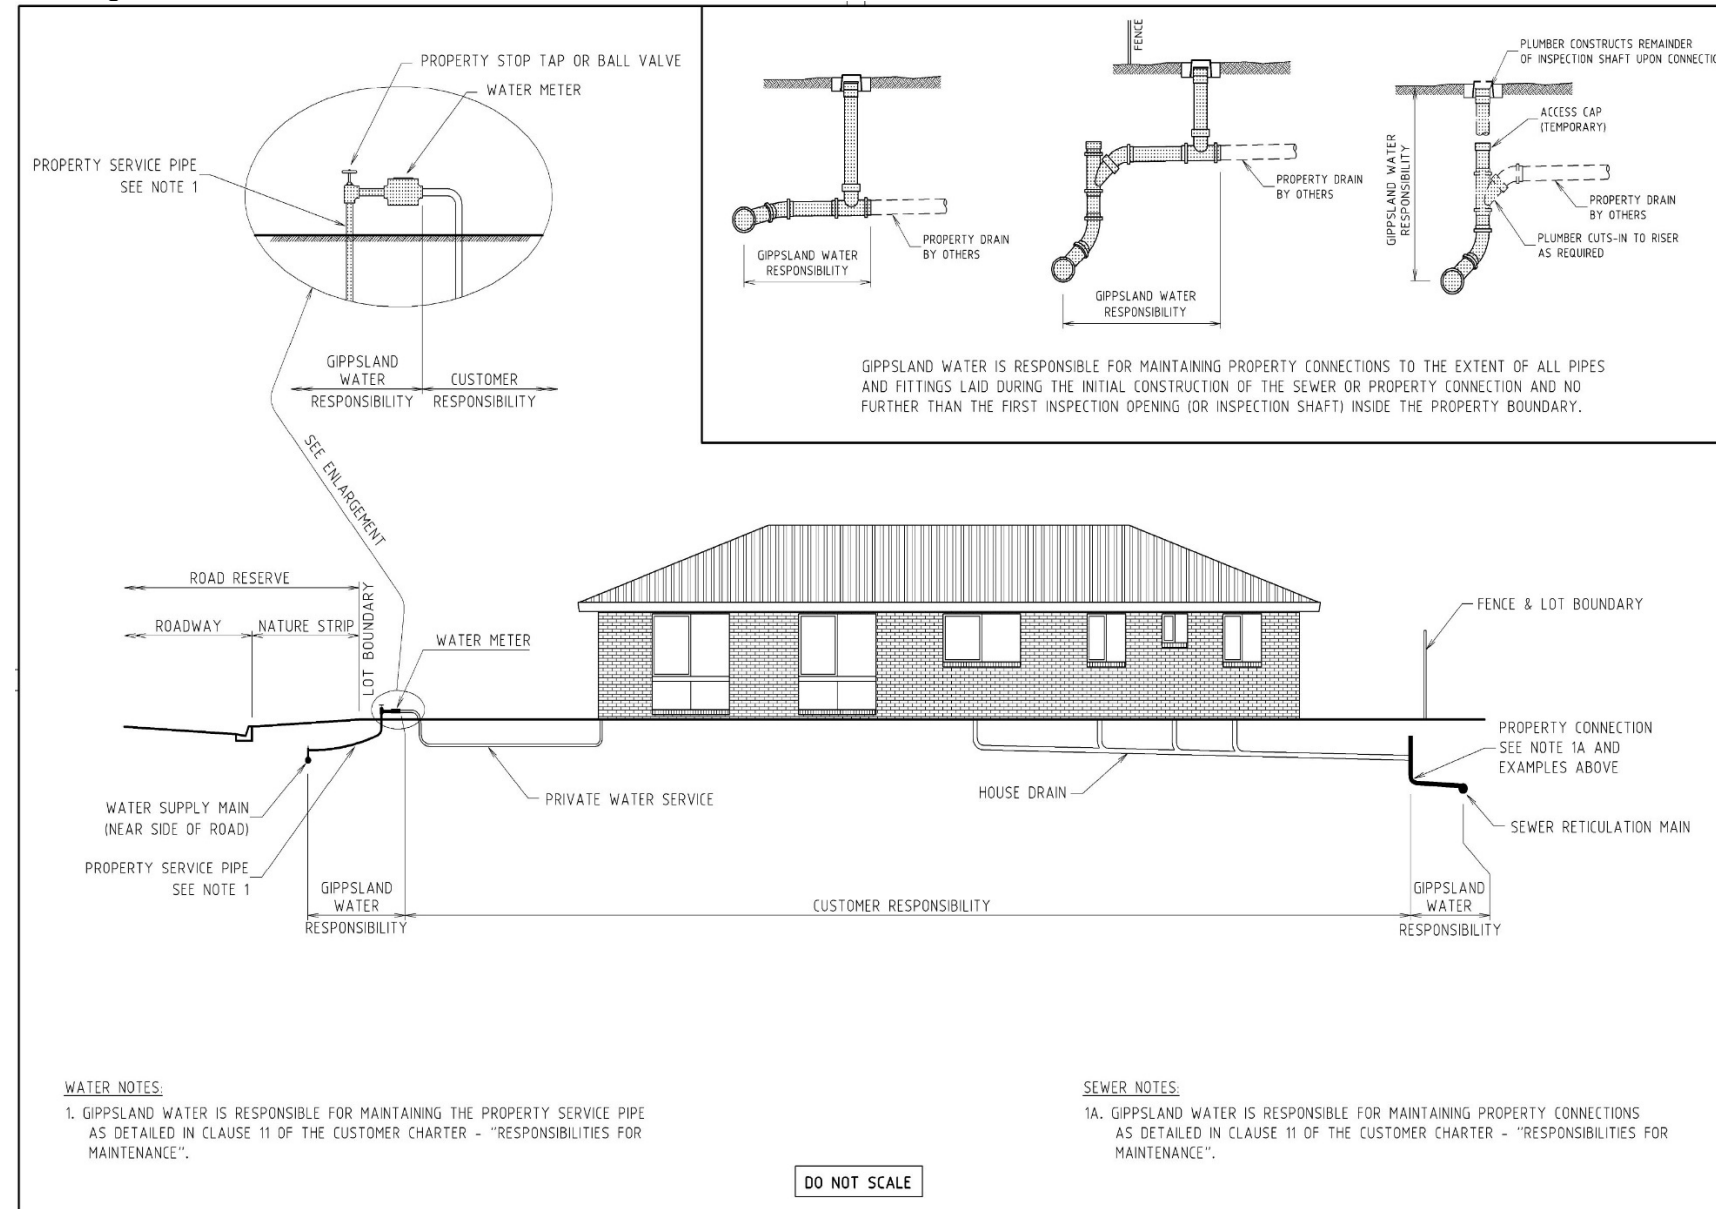 PROPERTY STOP TAP OR BALL VALVE
WATER METER
PROPERTY SERVICE PIPE
SEE NOTE 1
GIPPSLAND
WATER
RESPONSIBILITY
CUSTOMER
RESPONSIBILITY
SEE ENLARGEMENT
FENCE
PLUMBER CONSTRUCTS REMAINDER
OF INSPECTION SHAFT UPON
ACCESS CAP
(TEMPORARY)
GIPPSLAND WATER
RESPONSIBILITY
PROPERTY DRAIN
BY OTHERS
PROPERTY DRAIN
BY OTHERS
PROPERTY DRAIN
BY OTHERS
PLUMBER CUTS-IN TO RISER
AS REQUIRED
GIPPSLAND WATER
RESPONSIBILITY
GIPPSLAND WATER
RESPONSIBILITY
GIPPSLAND WATER IS RESPONSIBLE FOR MAINTAINING PROPERTY CONNECTIONS TO THE EXTENT OF ALL PIPES
AND FITTINGS LAID DURING THE INITIAL CONSTRUCTION OF THE SEWER OR PROPERTY CONNECTION AND NO
FURTHER THAN THE FIRST INSPECTION OPENING (OR INSPECTION SHAFT) INSIDE THE PROPERTY BOUNDARY.
ROAD RESERVE
ROADWAY
NATURE STRIP
LOT BOUNDARY
WATER METER
FENCE & LOT BOUNDARY
PROPERTY CONNECTION
SEE NOTE 1A AND
EXAMPLES ABOVE
WATER SUPPLY MAIN
(NEAR SIDE OF ROAD)
PRIVATE WATER SERVICE
HOUSE DRAIN
SEWER RETICULATION MAIN
PROPERTY SERVICE PIPE
SEE NOTE 1
GIPPSLAND
WATER
RESPONSIBILITY
CUSTOMER RESPONSIBILITY
GIPPSLAND
WATER
RESPONSIBILITY
WATER NOTES:
1. GIPPSLAND WATER IS RESPONSIBLE FOR MAINTAINING THE PROPERTY SERVICE PIPE
AS DETAILED IN CLAUSE 11 OF THE CUSTOMER CHARTER - "RESPONSIBILITIES FOR
MAINTENANCE".
SEWER NOTES:
1A. GIPPSLAND WATER IS RESPONSIBLE FOR MAINTAINING PROPERTY CONNECTIONS
AS DETAILED IN CLAUSE 11 OF THE CUSTOMER CHARTER - "RESPONSIBILITIES FOR
MAINTENANCE".
DO NOT SCALE